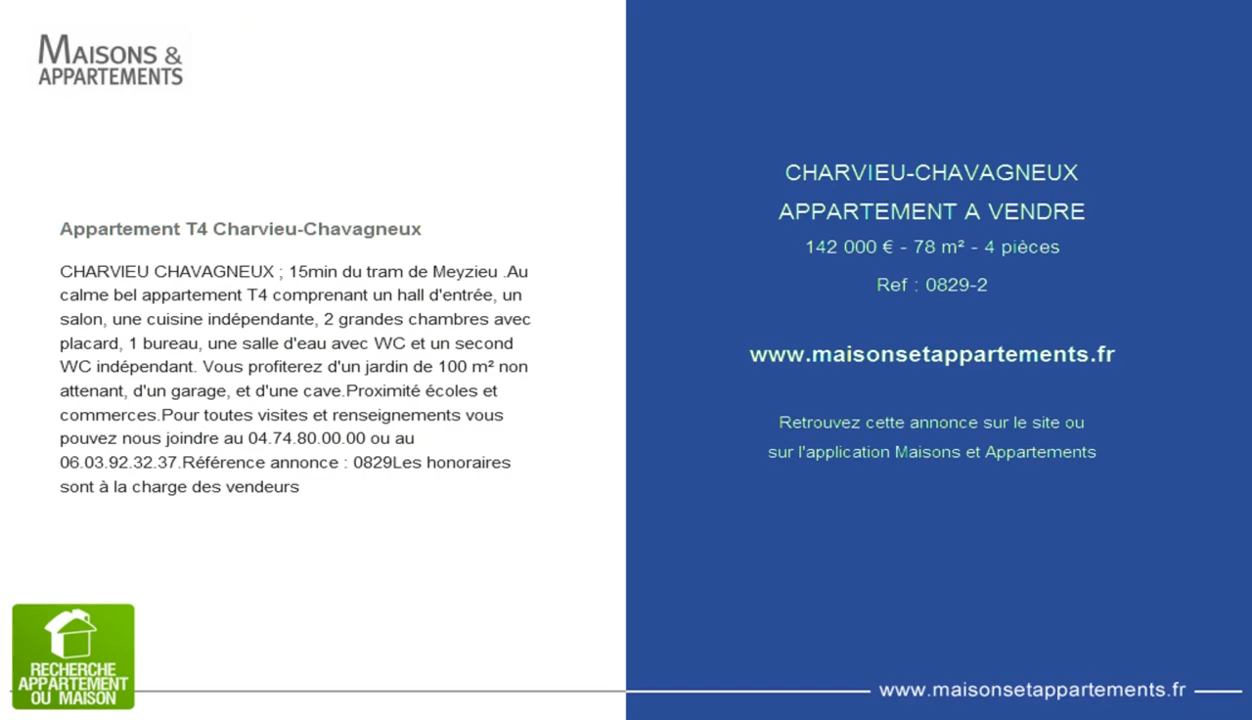 MAISONS &
APPARTEMENTS
Appartement T4 Charvieu-Chavagneux
CHARVIEU CHAVAGNEUX ; 15min du tram de Meyzieu .Au
calme bel appartement T4 comprenant un hall d'entrée, un
salon, une cuisine indépendante, 2 grandes chambres avec
placard, 1 bureau, une salle d'eau avec WC et un second
WC indépendant. Vous profiterez d'un jardin de 100 m² non
attenant, d'un garage, et d'une cave.Proximité écoles et
commerces.Pour toutes visites et renseignements vous
pouvez nous joindre au 04.74.80.00.00 ou au
06.03.92.32.37.Référence annonce : 0829Les honoraires
sont à la charge des vendeurs
RECHERCHE
APPARTEMENT
OU MAISON
CHARVIEU-CHAVAGNEUX
APPARTEMENT A VENDRE
142 000 € - 78 m² - 4 pièces
Ref : 0829-2
www.maisonsetappartements.fr
Retrouvez cette annonce sur le site ou
sur l'application Maisons et Appartements
www.maisonsetappartements.fr